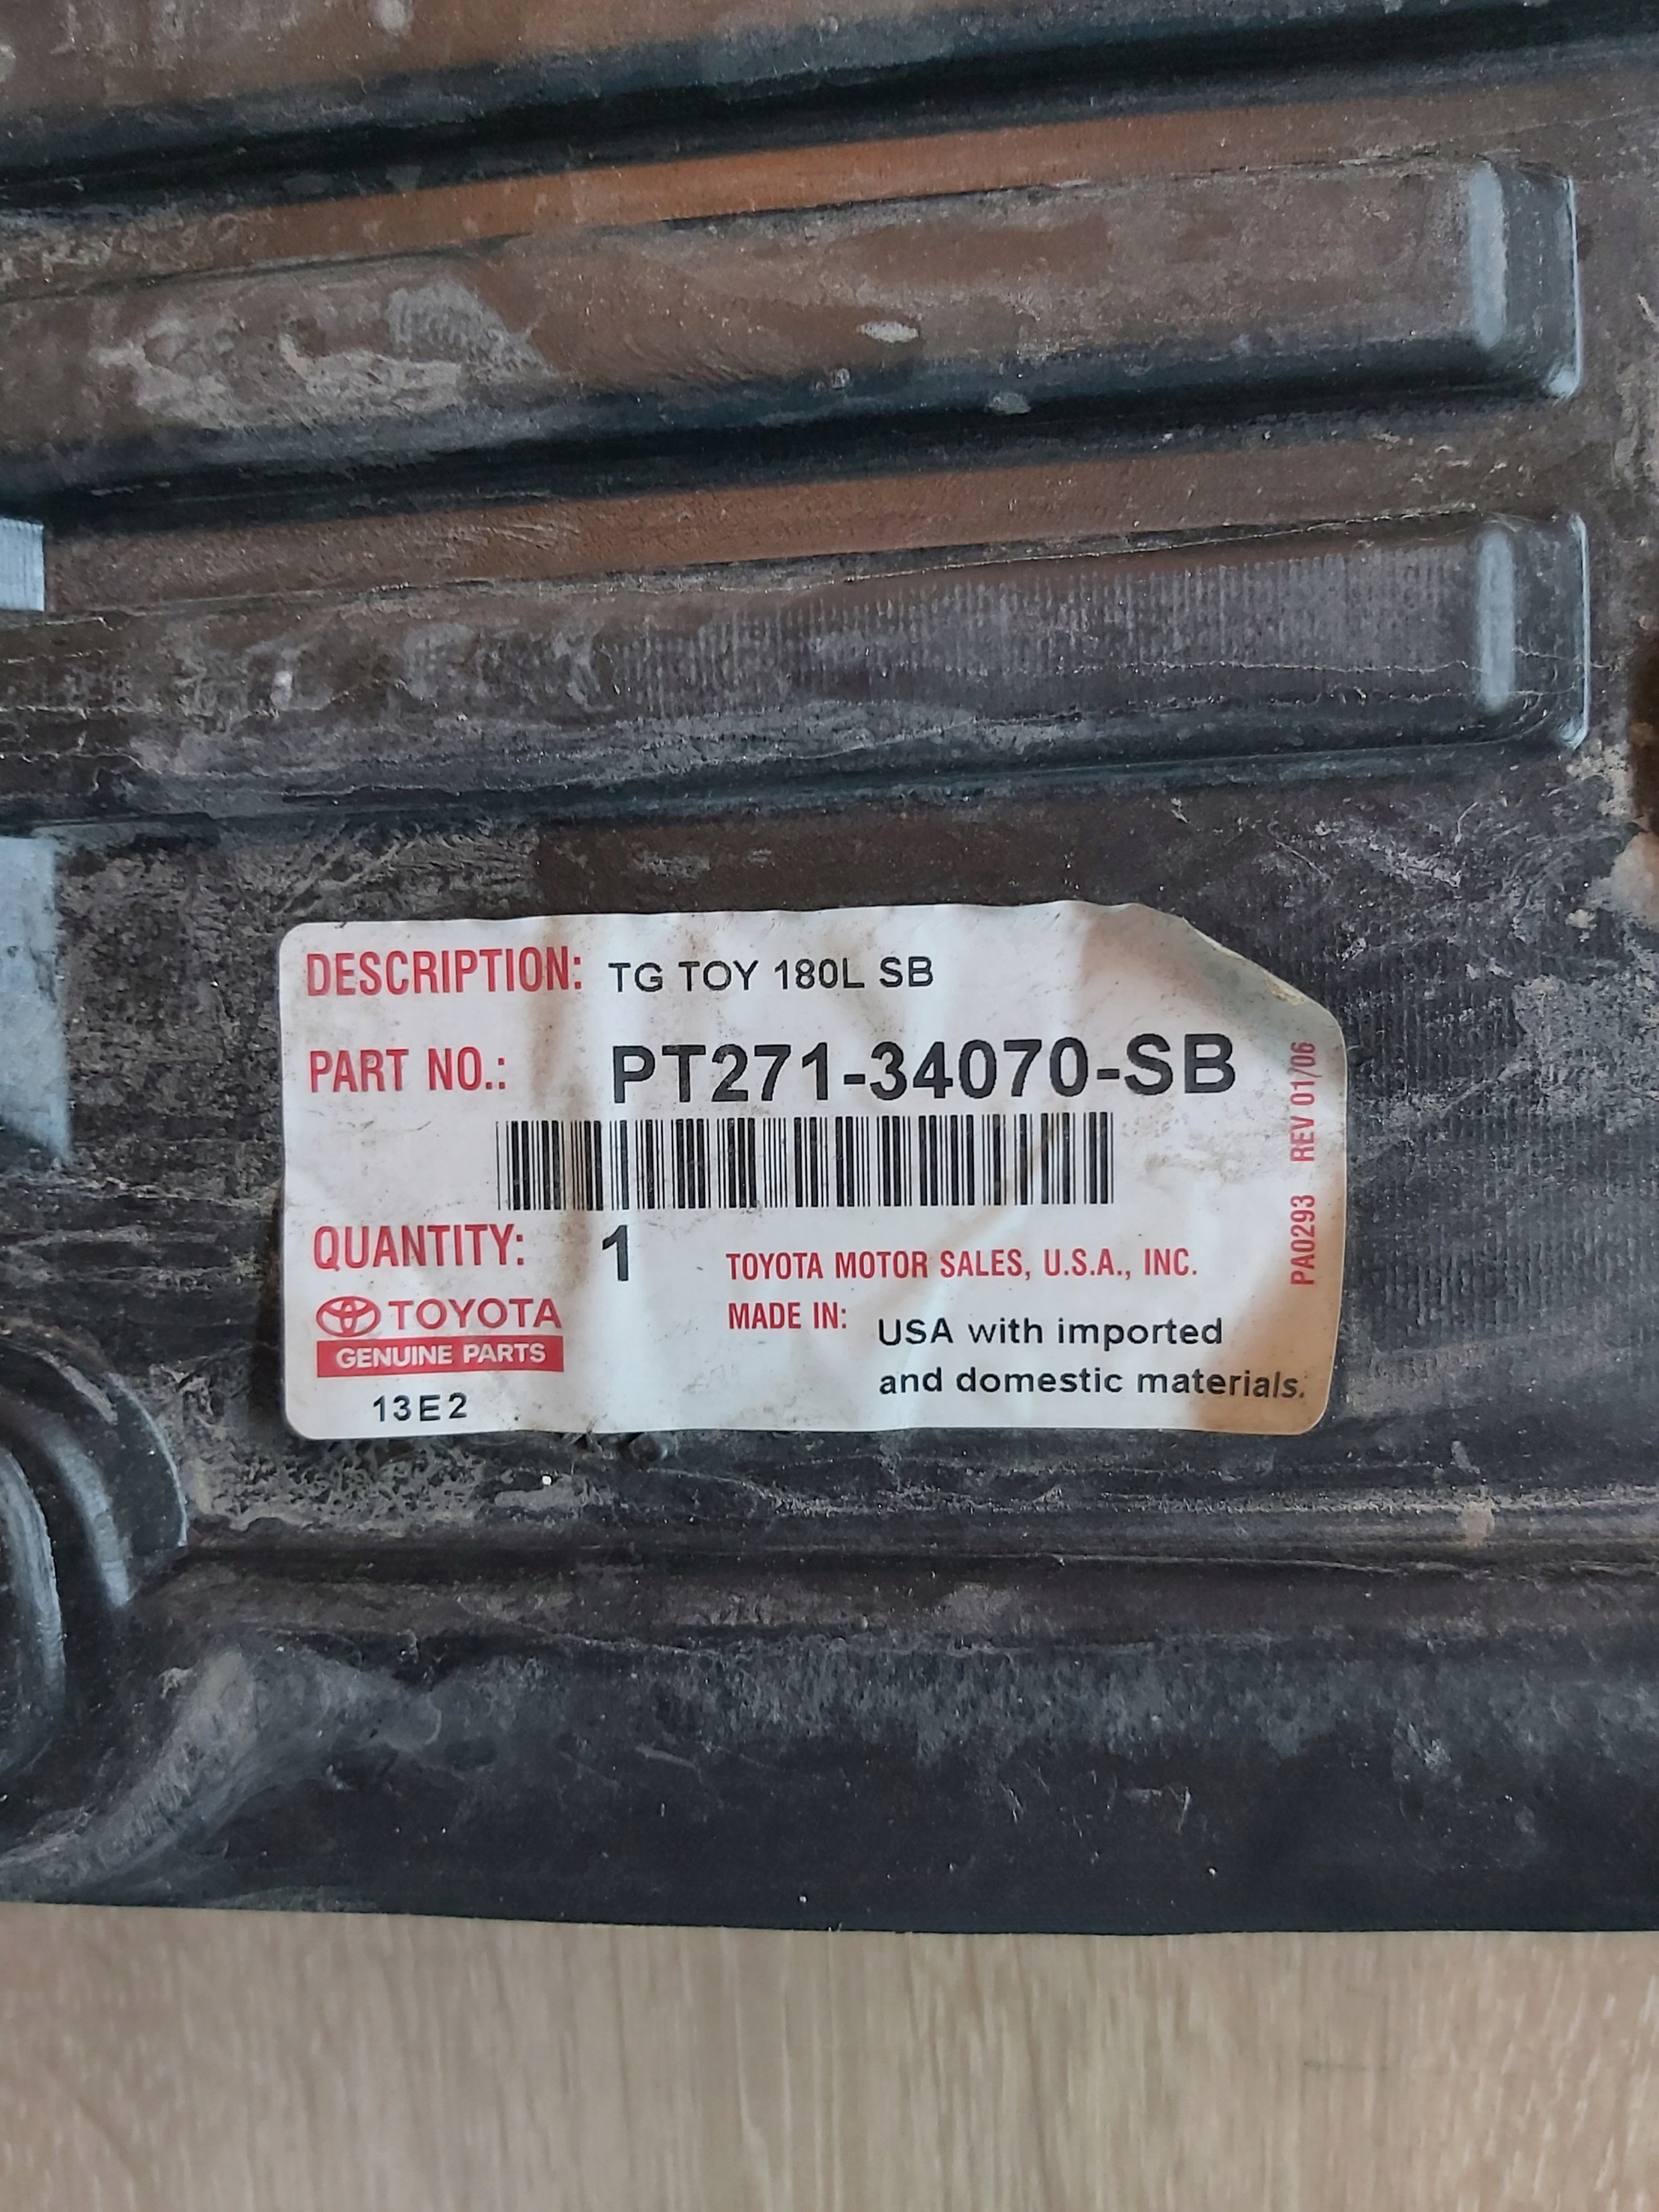 DESCRIPTION: TG TOY 180L SB
PART NO.: PT271-34070-SB
QUANTITY: 1
TOYOTA MOTOR SALES, U.S.A., INC.
MADE IN: USA with imported
and domestic materials.
TOYOTA
GENUINE PARTS
13E2
PA0293 REV 01/06